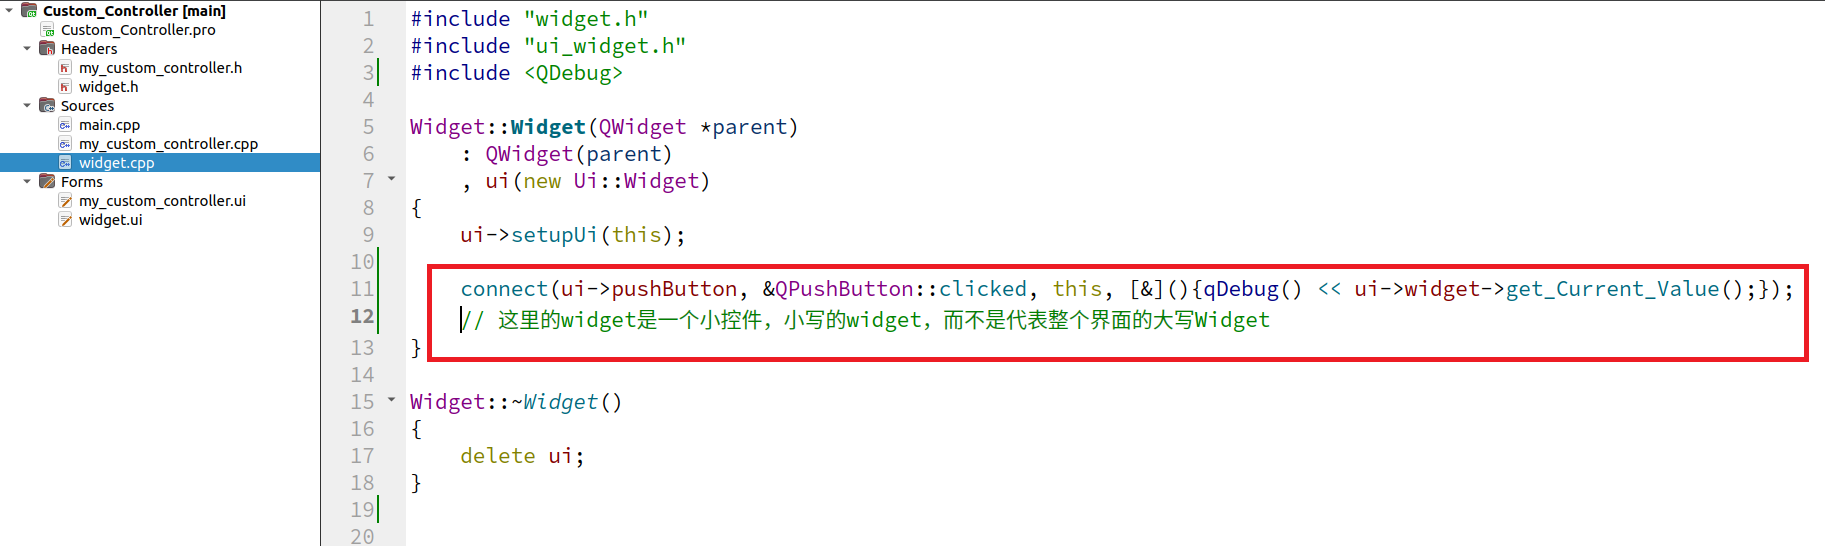 Custom_Controller [main]
Custom_Controller.pro
Headers
my_custom_controller.h
widget.h
Sources
main.cpp
my_custom_controller.cpp
widget.cpp
Forms
my_custom_controller.ui
widget.ui
1 #include "widget.h"
2 #include "ui_widget.h"
3 #include <QDebug>
4
5 Widget::Widget(QWidget *parent)
6     : QWidget(parent)
7     , ui(new Ui::Widget)
8 {
9     ui->setupUi(this);
10
11     connect(ui->pushButton, &QPushButton::clicked, this, [&](){qDebug() << ui->widget->get_Current_Value();});
12     // 这里的widget是一个小控件，小写的widget，而不是代表整个界面的大写Widget
13 }
14
15 Widget::~Widget()
16 {
17     delete ui;
18 }
19
20